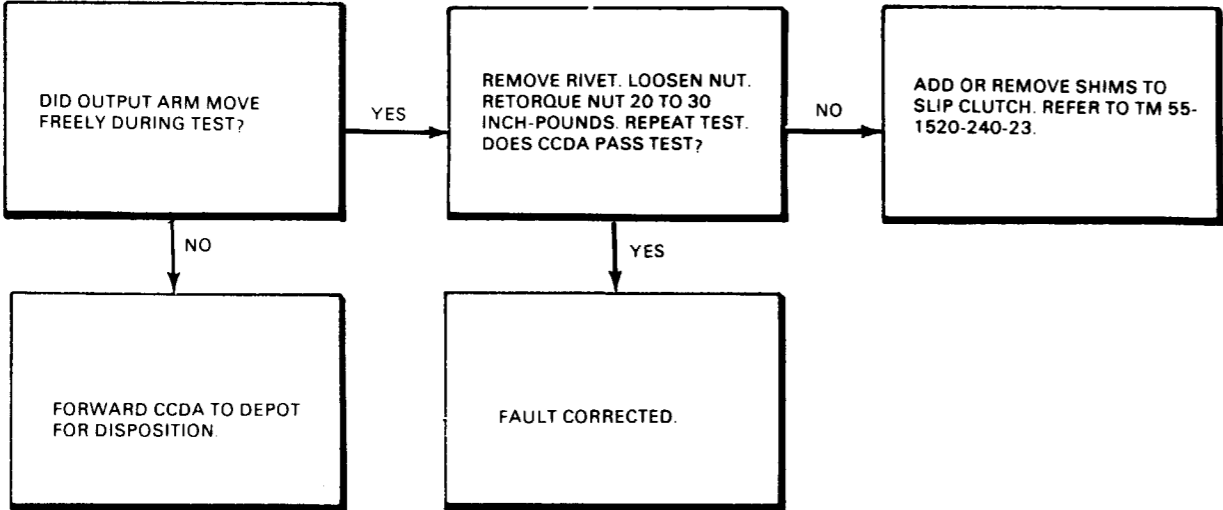 DID OUTPUT ARM MOVE
FREELY DURING TEST?
YES
REMOVE RIVET. LOOSEN NUT.
RETORQUE NUT 20 TO 30
INCH-POUNDS. REPEAT TEST.
DOES CCDA PASS TEST?
NO
ADD OR REMOVE SHIMS TO
SLIP CLUTCH. REFER TO TM 55-
1520-240-23.
NO
YES
FORWARD CCDA TO DEPOT
FOR DISPOSITION.
FAULT CORRECTED.